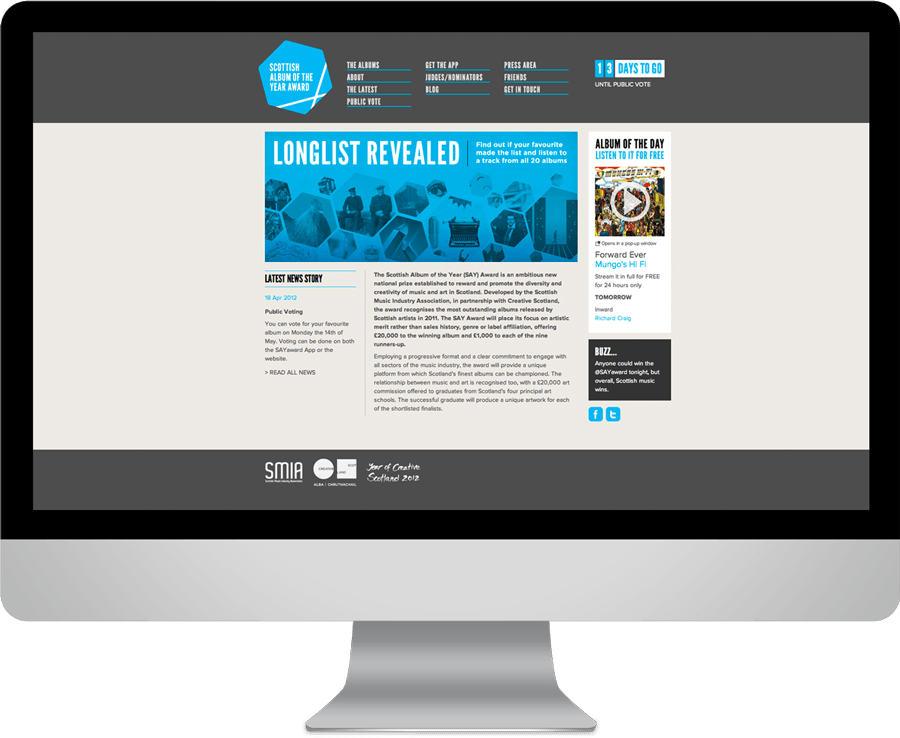 SCOTTISH
ALBUM OF THE
YEAR AWARD
THE ALBUMS
ABOUT
THE LATEST
PUBLIC VOTE
GET THE APP
JUDGES/NOMINATORS
BLOG
PRESS AREA
FRIENDS
GET IN TOUCH
1 3 DAYS TO GO
UNTIL PUBLIC VOTE
LONGLIST REVEALED
Find out if your favourite
made the list and listen to
a track from all 20 albums
LATEST NEWS STORY
18 Apr 2012
Public Voting
You can vote for your favourite
album on Monday the 14th of
May. Voting can be done on both
the SAYaward App or the
website.
> READ ALL NEWS
The Scottish Album of the Year (SAY) Award is an ambitious new
national prize established to reward and promote the diversity and
creativity of music and art in Scotland. Developed by the Scottish
Music Industry Association, in partnership with Creative Scotland,
the award recognises the most outstanding albums released by
Scottish artists in 2011. The SAY Award will place its focus on artistic
merit rather than sales history, genre or label affiliation, offering
£20,000 to the winning album and £1,000 to each of the nine
runners-up.
Employing a progressive format and a clear commitment to engage with
all sectors of the music industry, the award will provide a unique
platform from which Scotland's finest albums can be championed. The
relationship between music and art is recognised too, with a £20,000 art
commission offered to graduates from Scotland's four principal art
schools. The successful graduate will produce a unique artwork for each
of the shortlisted finalists.
ALBUM OF THE DAY
LISTEN TO IT FOR FREE
MUNGOS HI-FI
Opens in a pop-up window
Forward Ever
Mungo's Hi Fi
Stream it in full for FREE
for 24 hours only
TOMORROW
Inward
Richard Craig
BUZZ...
Anyone could win the
@SAYaward tonight, but
overall, Scottish music
wins.
SMIA
Scottish Music Industry Association
CREATIVE SCOTLAND
ALBA | CHRUTHACHAIL
Year of Creative
Scotland 2012